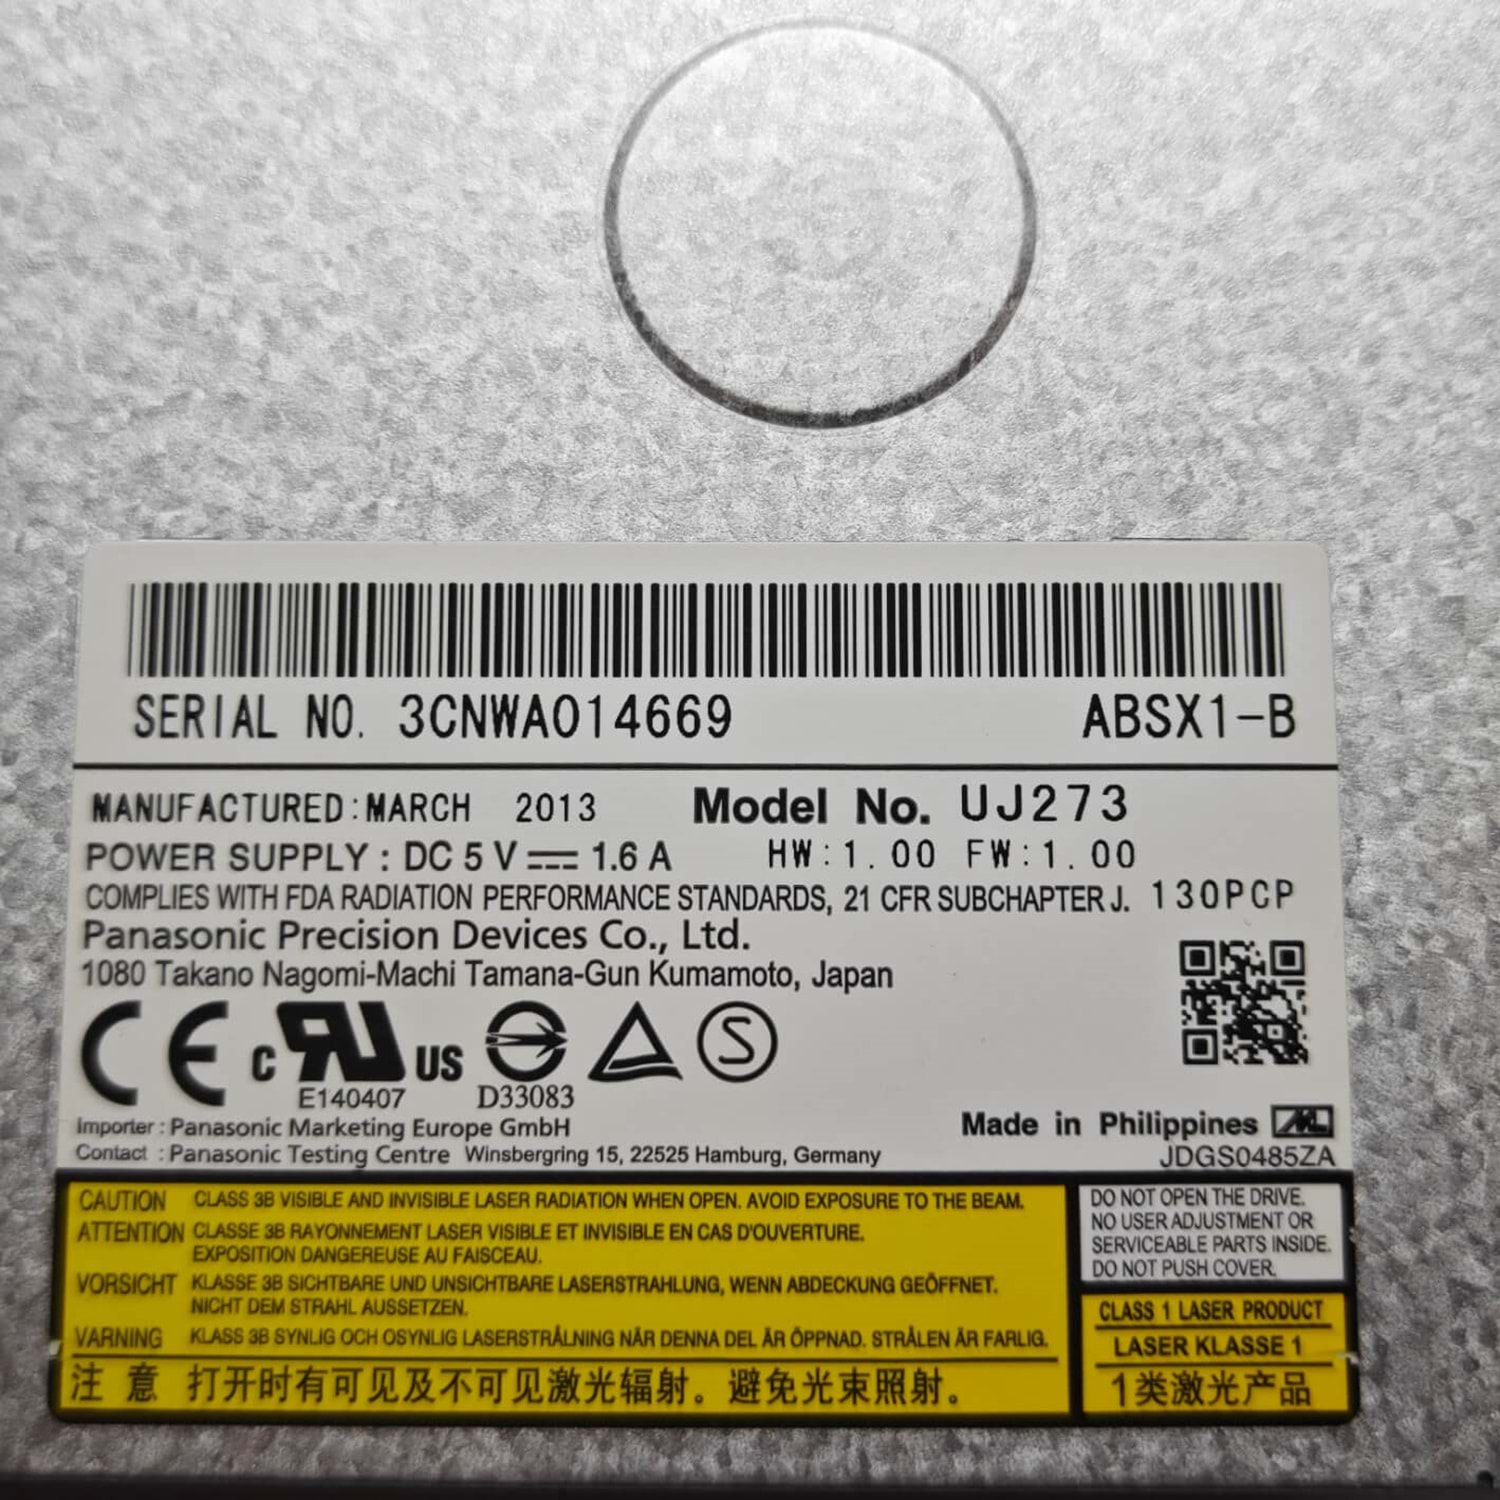 SERIAL NO. 3CNWA014669 ABSX1-B
MANUFACTURED:MARCH 2013 Model No. UJ273
POWER SUPPLY : DC 5 V ⎓ 1.6 A HW:1.00 FW:1.00
COMPLIES WITH FDA RADIATION PERFORMANCE STANDARDS, 21 CFR SUBCHAPTER J. 130PCP
Panasonic Precision Devices Co., Ltd.
1080 Takano Nagomi-Machi Tamana-Gun Kumamoto, Japan
CE c RU US S
E140407 D33083
Importer : Panasonic Marketing Europe GmbH
Contact : Panasonic Testing Centre Winsbergring 15, 22525 Hamburg, Germany
Made in Philippines
JDGS0485ZA
CAUTION CLASS 3B VISIBLE AND INVISIBLE LASER RADIATION WHEN OPEN. AVOID EXPOSURE TO THE BEAM.
ATTENTION CLASSE 3B RAYONNEMENT LASER VISIBLE ET INVISIBLE EN CAS D'OUVERTURE.
EXPOSITION DANGEREUSE AU FAISCEAU.
VORSICHT KLASSE 3B SICHTBARE UND UNSICHTBARE LASERSTRAHLUNG, WENN ABDECKUNG GEÖFFNET.
NICHT DEM STRAHL AUSSETZEN.
VARNING KLASS 3B SYNLIG OCH OSYNLIG LASERSTRÅLNING NÄR DENNA DEL ÄR ÖPPNAD. STRÅLEN ÄR FARLIG.
注 意 打开时有可见及不可见激光辐射。避免光束照射。
DO NOT OPEN THE DRIVE.
NO USER ADJUSTMENT OR
SERVICEABLE PARTS INSIDE.
DO NOT PUSH COVER.
CLASS 1 LASER PRODUCT
LASER KLASSE 1
1类激光产品